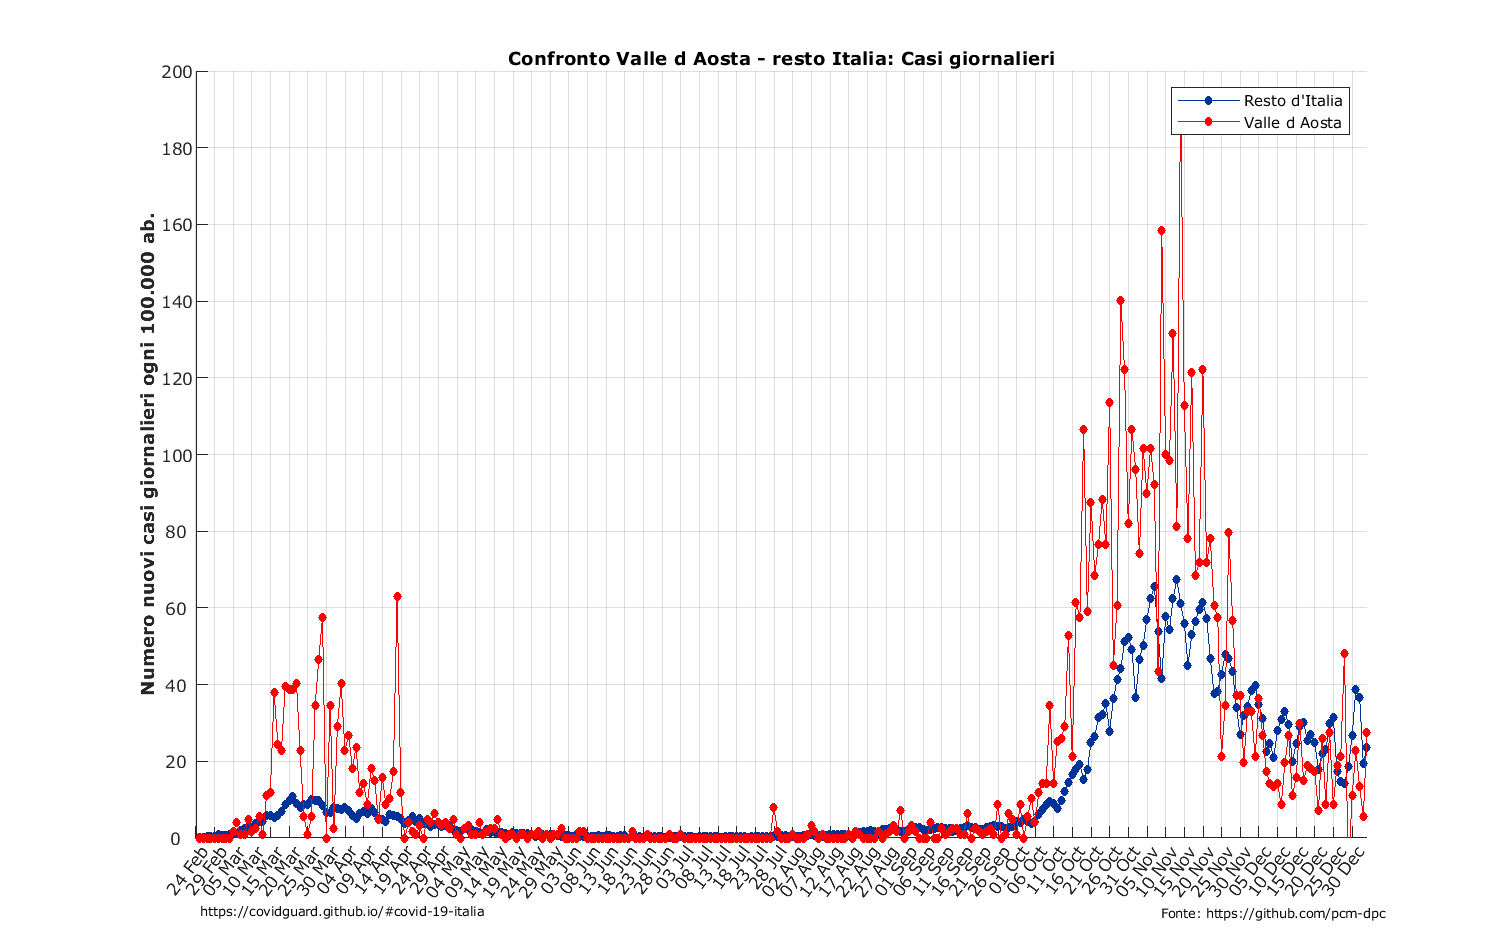 Confronto Valle d Aosta - resto Italia: Casi giornalieri
Resto d'Italia
Valle d Aosta
Numero nuovi casi giornalieri ogni 100.000 ab.
200
180
160
140
120
100
80
60
40
20
0
24 Feb
29 Feb
05 Mar
10 Mar
15 Mar
20 Mar
25 Mar
30 Mar
04 Apr
09 Apr
14 Apr
19 Apr
24 Apr
29 Apr
04 May
09 May
14 May
19 May
24 May
29 May
03 Jun
08 Jun
13 Jun
18 Jun
23 Jun
28 Jun
03 Jul
08 Jul
13 Jul
18 Jul
23 Jul
28 Jul
02 Aug
07 Aug
12 Aug
17 Aug
22 Aug
27 Aug
01 Sep
06 Sep
11 Sep
16 Sep
21 Sep
26 Sep
01 Oct
06 Oct
11 Oct
16 Oct
21 Oct
26 Oct
31 Oct
05 Nov
10 Nov
15 Nov
20 Nov
25 Nov
30 Nov
05 Dec
10 Dec
15 Dec
20 Dec
25 Dec
30 Dec
https://covidguard.github.io/#covid-19-italia
Fonte: https://github.com/pcm-dpc